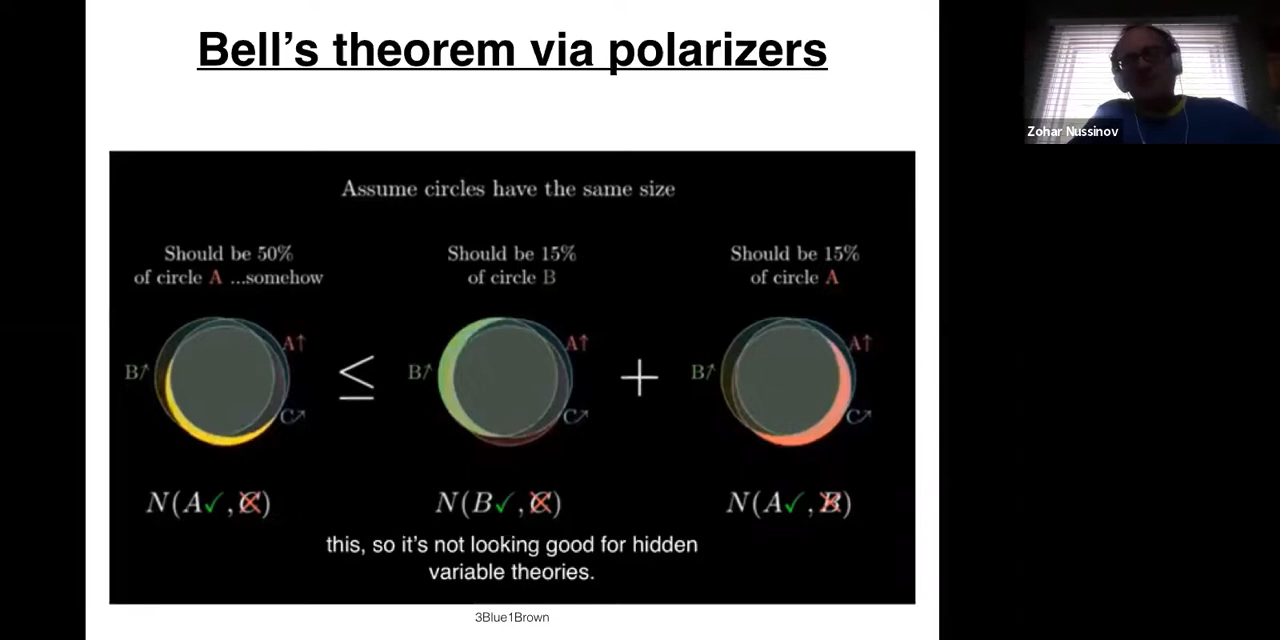 Bell's theorem via polarizers
Zohar Nussinov
Assume circles have the same size
Should be 50%
of circle A ...somehow
Should be 15%
of circle B
Should be 15%
of circle A
B↗
A↑
C↗
≤
B↗
A↑
C↗
+
B↗
A↑
C↗
N(A✓, C)
N(B✓, C)
N(A✓, B)
this, so it's not looking good for hidden
variable theories.
3Blue1Brown